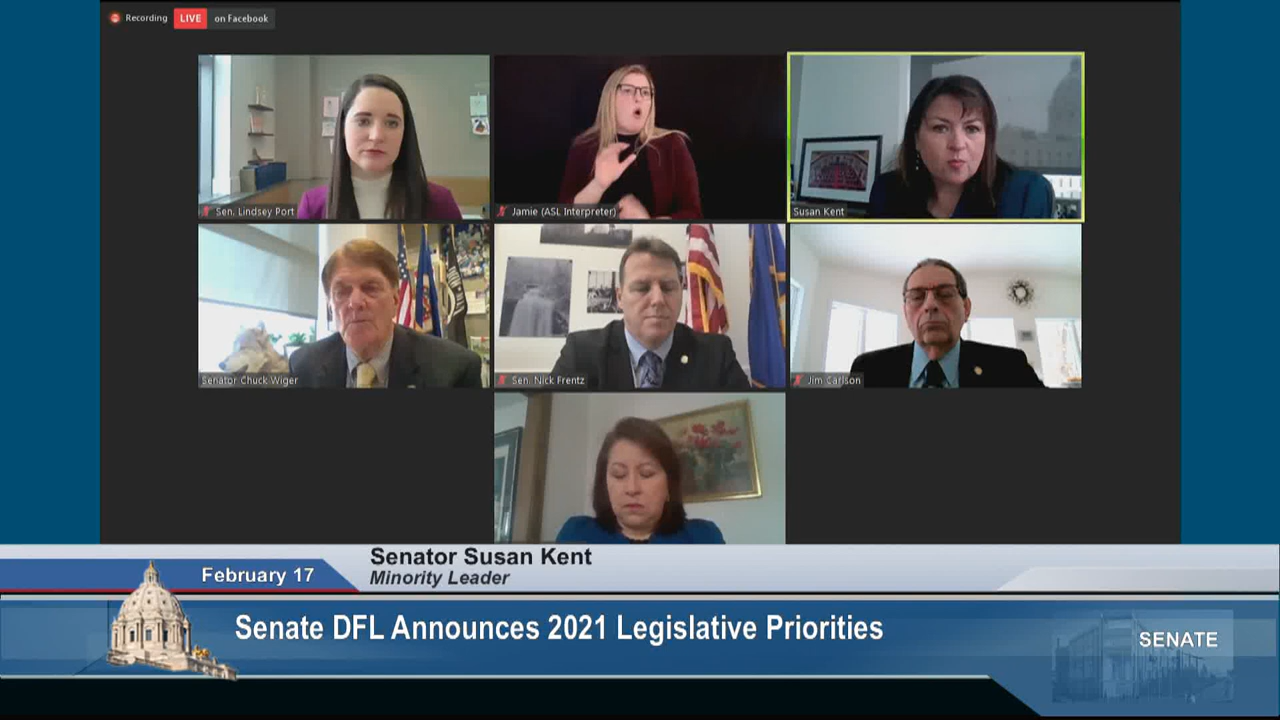 Recording LIVE on Facebook
Sen. Lindsey Port
Jamie (ASL Interpreter)
Susan Kent
Senator Chuck Wiger
Sen. Nick Frentz
Jim Carlson
Senator Susan Kent
Minority Leader
February 17
Senate DFL Announces 2021 Legislative Priorities
SENATE